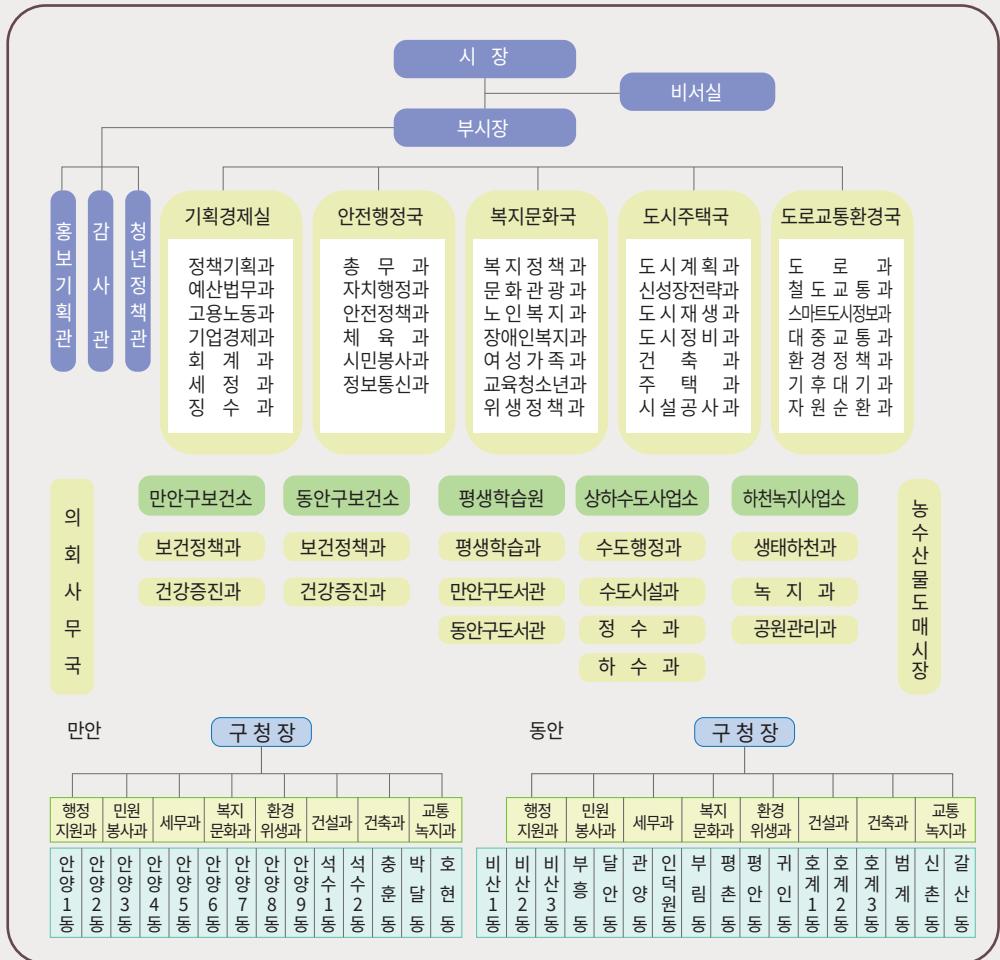 시 장
비서실
부시장
홍보기획관
감사관
청년정책관
기획경제실
정책기획과
예산법무과
고용노동과
기업경제과
회 계 과
세 정 과
징 수 과
안전행정국
총 무 과
자치행정과
안전정책과
체 육 과
시민봉사과
정보통신과
복지문화국
복지정책과
문화관광과
노인복지과
장애인복지과
여성가족과
교육청소년과
위생정책과
도시주택국
도시계획과
신성장전략과
도시재생과
도시정비과
건 축 과
주 택 과
시설공사과
도로교통환경국
도 로 과
철도교통과
스마트도시정보과
대중교통과
환경정책과
기후대기과
자원순환과
의회사무국
만안구보건소
보건정책과
건강증진과
동안구보건소
보건정책과
건강증진과
평생학습원
평생학습과
만안구도서관
동안구도서관
상하수도사업소
수도행정과
수도시설과
정 수 과
하 수 과
하천녹지사업소
생태하천과
녹 지 과
공원관리과
농수산물도매시장
만안
구청장
행정
지원과
민원
봉사과
세무과
복지
문화과
환경
위생과
건설과
건축과
교통
녹지과
안양1동
안양2동
안양3동
안양4동
안양5동
안양6동
안양7동
안양8동
안양9동
석수1동
석수2동
충훈동
박달동
호현동
동안
구청장
행정
지원과
민원
봉사과
세무과
복지
문화과
환경
위생과
건설과
건축과
교통
녹지과
비산1동
비산2동
비산3동
부흥동
달안동
관양동
인덕원동
부림동
평촌동
평안동
귀인동
호계1동
호계2동
호계3동
범계동
신촌동
갈산동